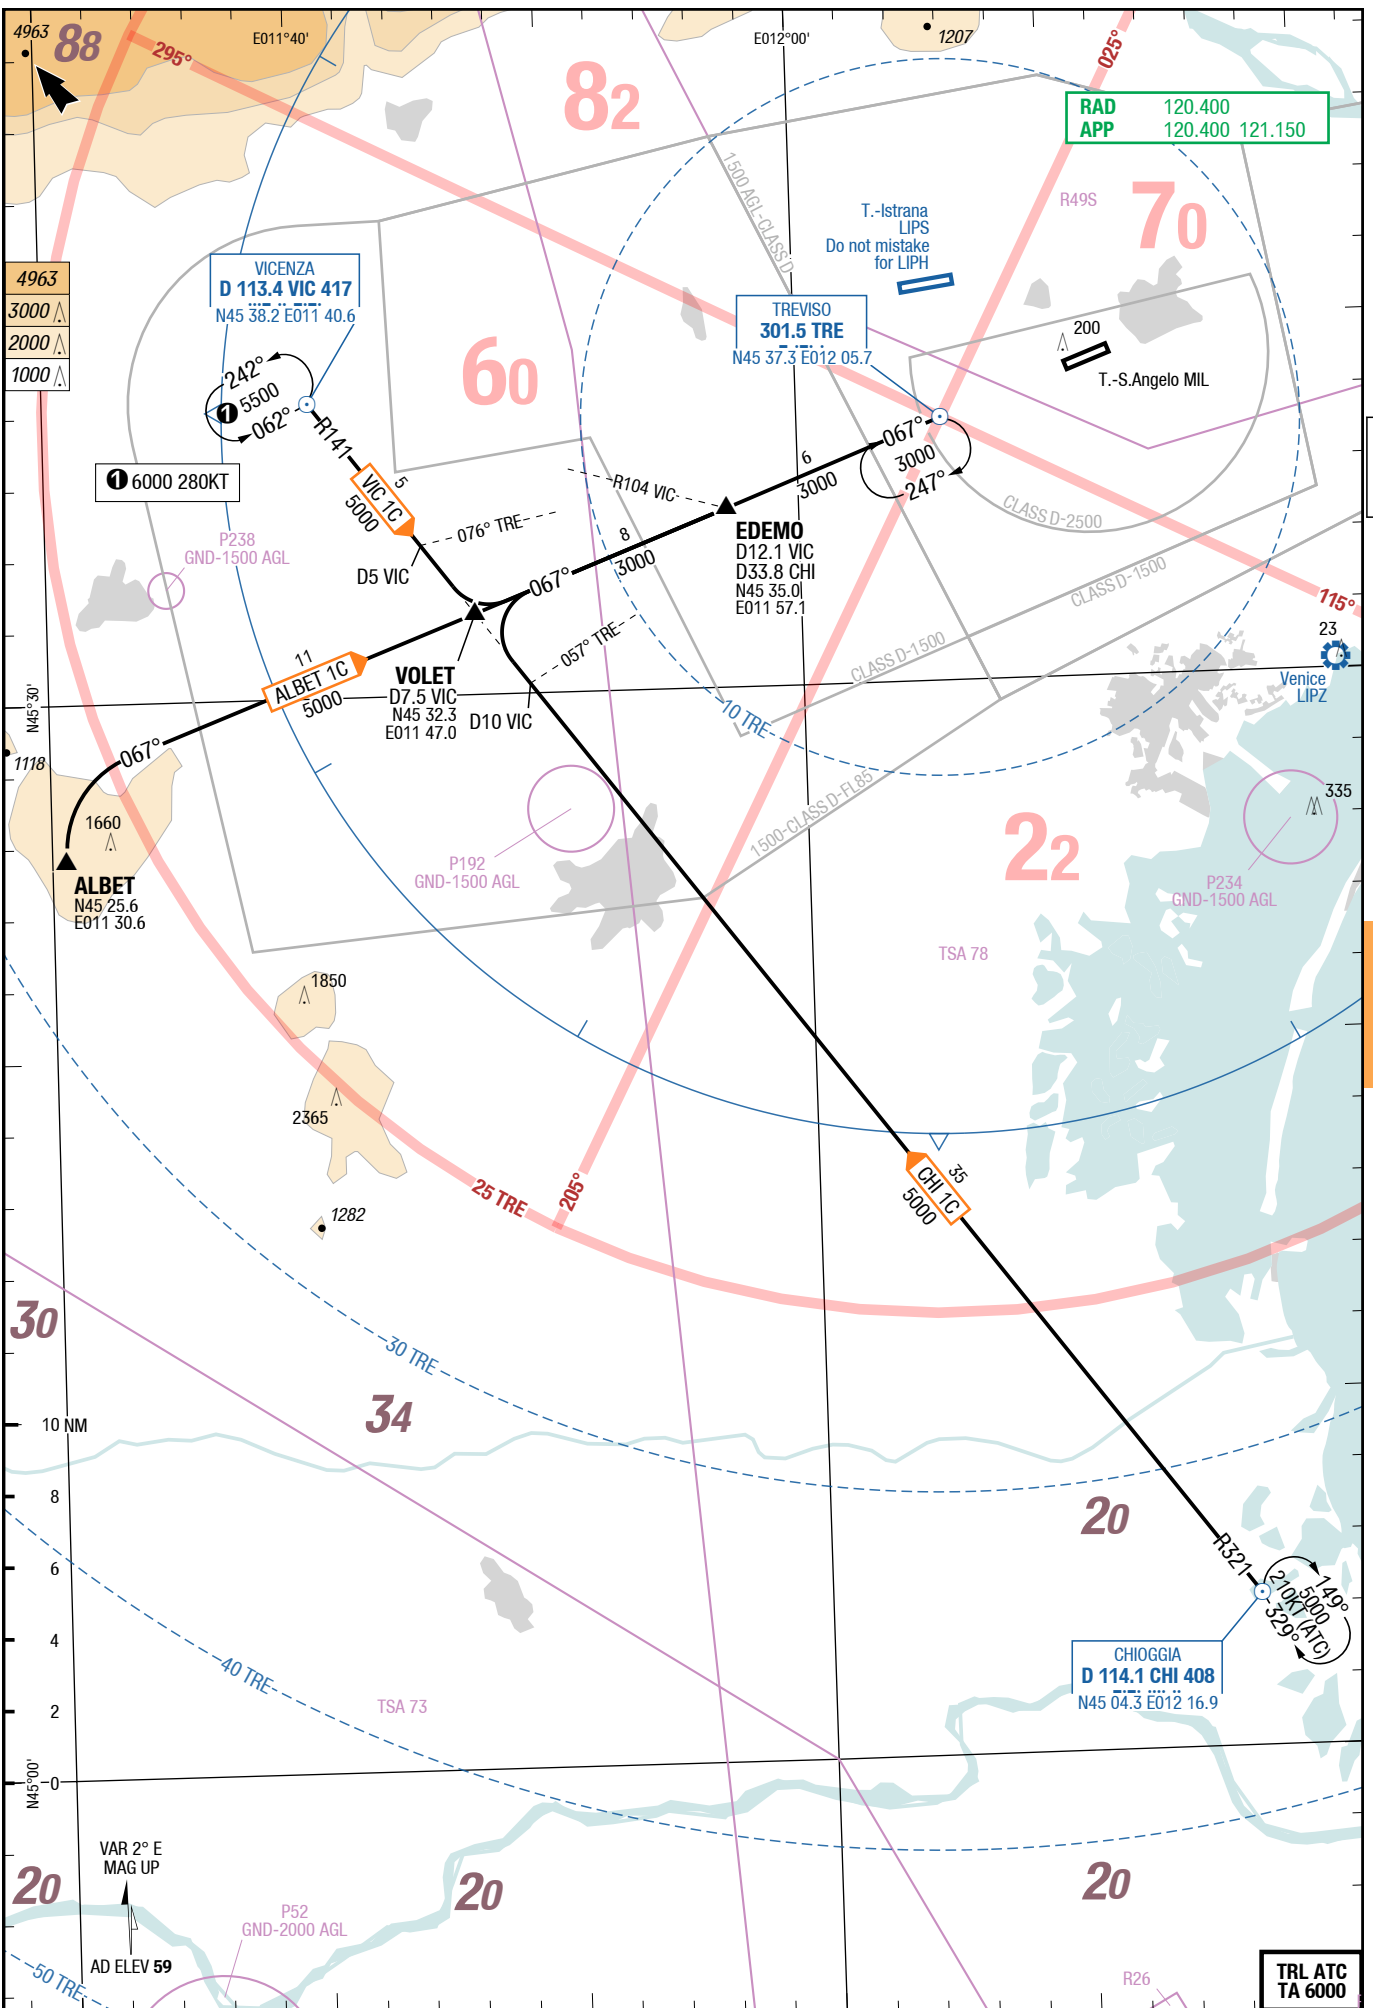 4963
88
295°
E011°40'
82
E012°00'
1207
025°
RAD 120.400
APP 120.400 121.150
1500 AGL-CLASS D
R49S
70
T.-Istrana
LIPS
Do not mistake
for LIPH
4963
3000
2000
1000
VICENZA
D 113.4 VIC 417
N45 38.2 E011 40.6
TREVISO
301.5 TRE
N45 37.3 E012 05.7
200
T.-S.Angelo MIL
60
242°
1 5500
062°
R141
067°
3000
247°
1 6000 280KT
VIC 1C
5
5000
R104 VIC
6
3000
CLASS D-2500
P238
GND-1500 AGL
076° TRE
8
3000
EDEMO
D12.1 VIC
D33.8 CHI
N45 35.0
E011 57.1
D5 VIC
067°
CLASS D-1500
115°
057° TRE
23
Venice
LIPZ
11
ALBET 1C
5000
VOLET
D7.5 VIC
N45 32.3
E011 47.0
D10 VIC
CLASS D-1500
N45°30'
10 TRE
067°
1118
1660
335
1500-CLASS D-FL85
22
P192
GND-1500 AGL
ALBET
N45 25.6
E011 30.6
P234
GND-1500 AGL
TSA 78
1850
2365
35
CHI 1C
5000
25 TRE
205°
1282
30
30 TRE
34
10 NM
8
20
6
R321
149°
5000
210KT (ATC)
329°
4
40 TRE
CHIOGGIA
D 114.1 CHI 408
N45 04.3 E012 16.9
TSA 73
2
0
N45°00'
VAR 2° E
MAG UP
20
20
20
P52
GND-2000 AGL
AD ELEV 59
50 TRE
R26
TRL ATC
TA 6000